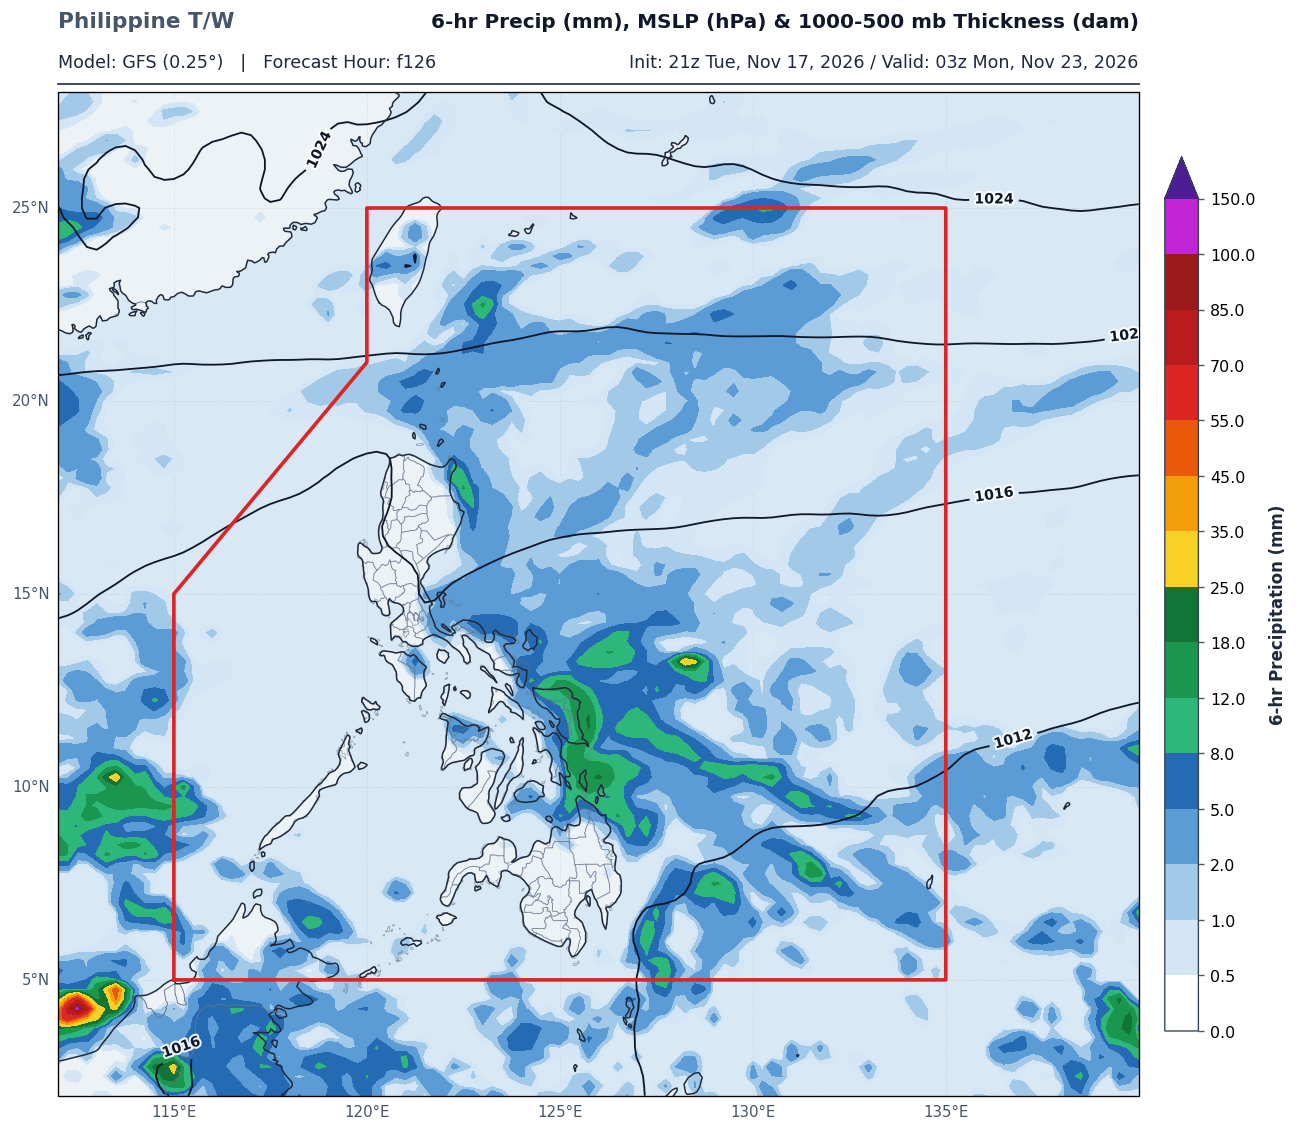 Philippine T/W
6-hr Precip (mm), MSLP (hPa) & 1000-500 mb Thickness (dam)
Model: GFS (0.25°) | Forecast Hour: f126
Init: 21z Tue, Nov 17, 2026 / Valid: 03z Mon, Nov 23, 2026
1024
1024
102
1016
1012
1016
25°N
20°N
15°N
10°N
5°N
115°E
120°E
125°E
130°E
135°E
150.0
100.0
85.0
70.0
55.0
45.0
35.0
25.0
18.0
12.0
8.0
5.0
2.0
1.0
0.5
0.0
6-hr Precipitation (mm)